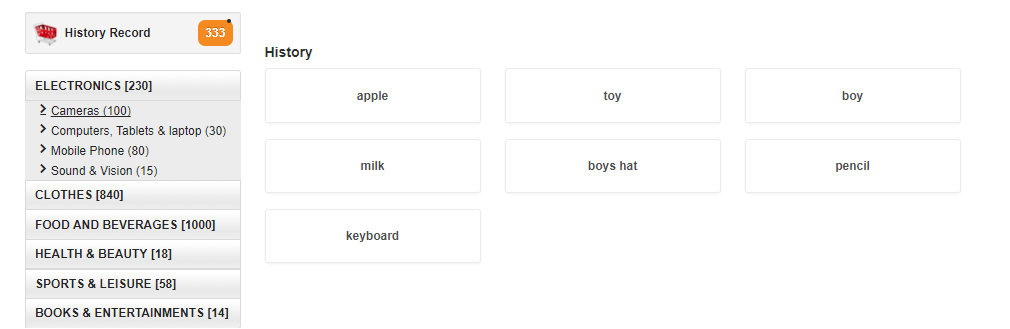 History Record 333
ELECTRONICS [230]
Cameras (100)
Computers, Tablets & laptop (30)
Mobile Phone (80)
Sound & Vision (15)
CLOTHES [840]
FOOD AND BEVERAGES [1000]
HEALTH & BEAUTY [18]
SPORTS & LEISURE [58]
BOOKS & ENTERTAINMENTS [14]
History
apple toy boy
milk boys hat pencil
keyboard